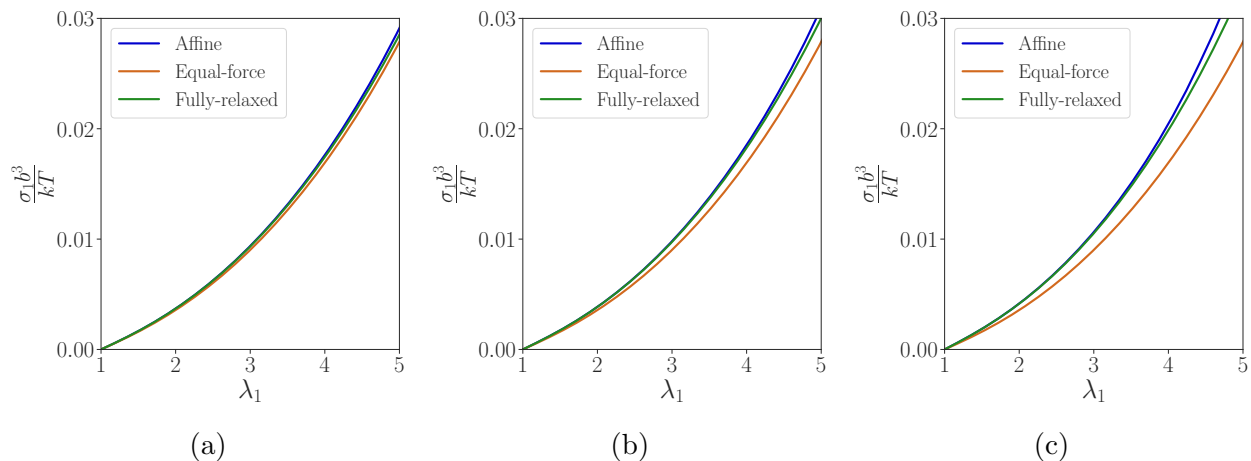 0.03
0.02
0.01
0.00
σ₁b³
kT
Affine
Equal-force
Fully-relaxed
1 2 3 4 5
λ₁
(a)
0.03
0.02
0.01
0.00
σ₁b³
kT
Affine
Equal-force
Fully-relaxed
1 2 3 4 5
λ₁
(b)
0.03
0.02
0.01
0.00
σ₁b³
kT
Affine
Equal-force
Fully-relaxed
1 2 3 4 5
λ₁
(c)